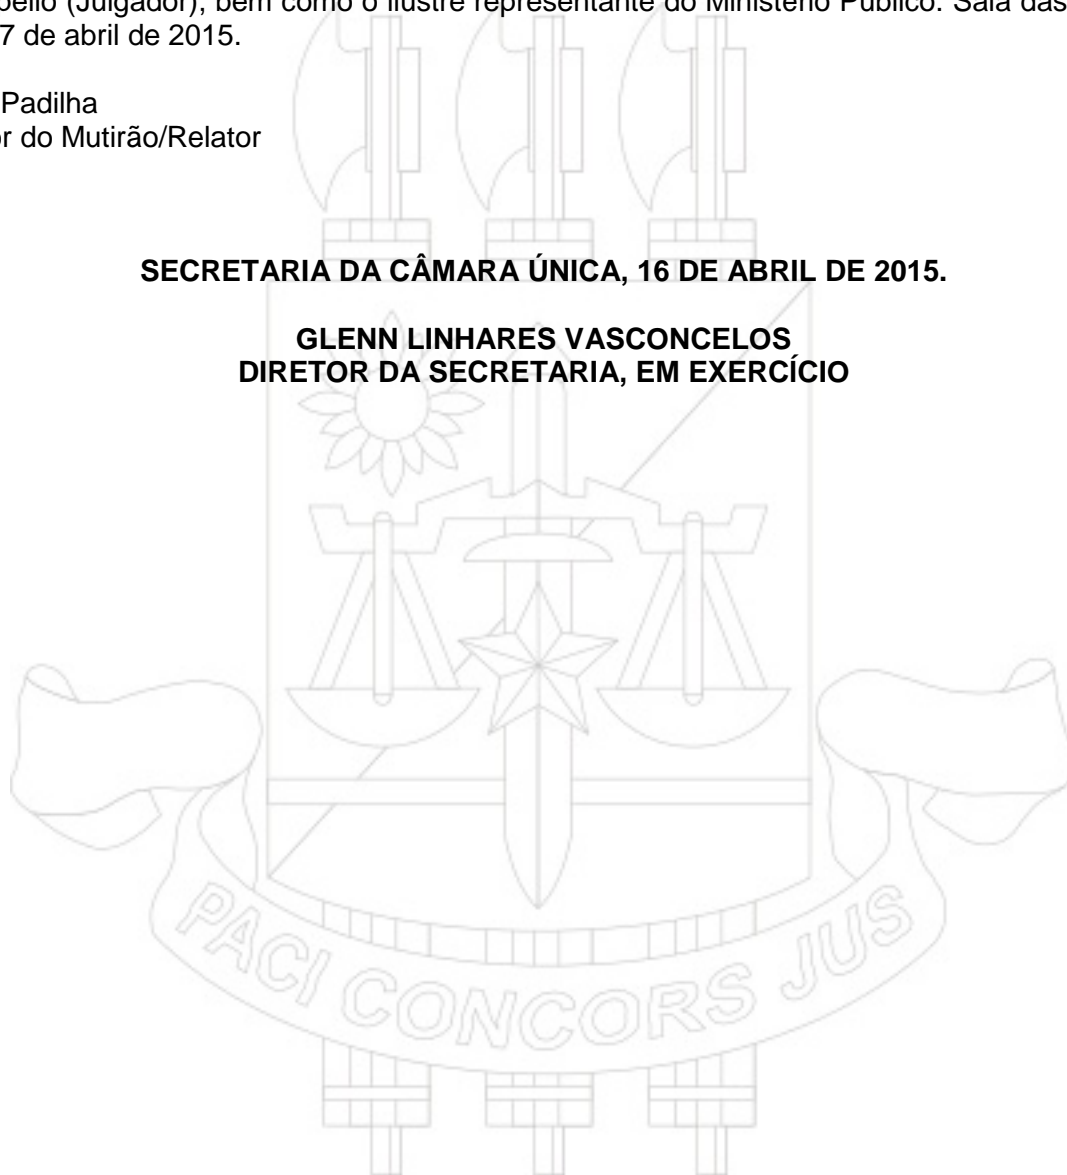 (Julgador), bem como o ilustre representante do Ministério Público. Sala das
7 de abril de 2015.
Padilha
do Mutirão/Relator
SECRETARIA DA CÂMARA ÚNICA, 16 DE ABRIL DE 2015.
GLENN LINHARES VASCONCELOS
DIRETOR DA SECRETARIA, EM EXERCÍCIO
PACI CONCORS JUS